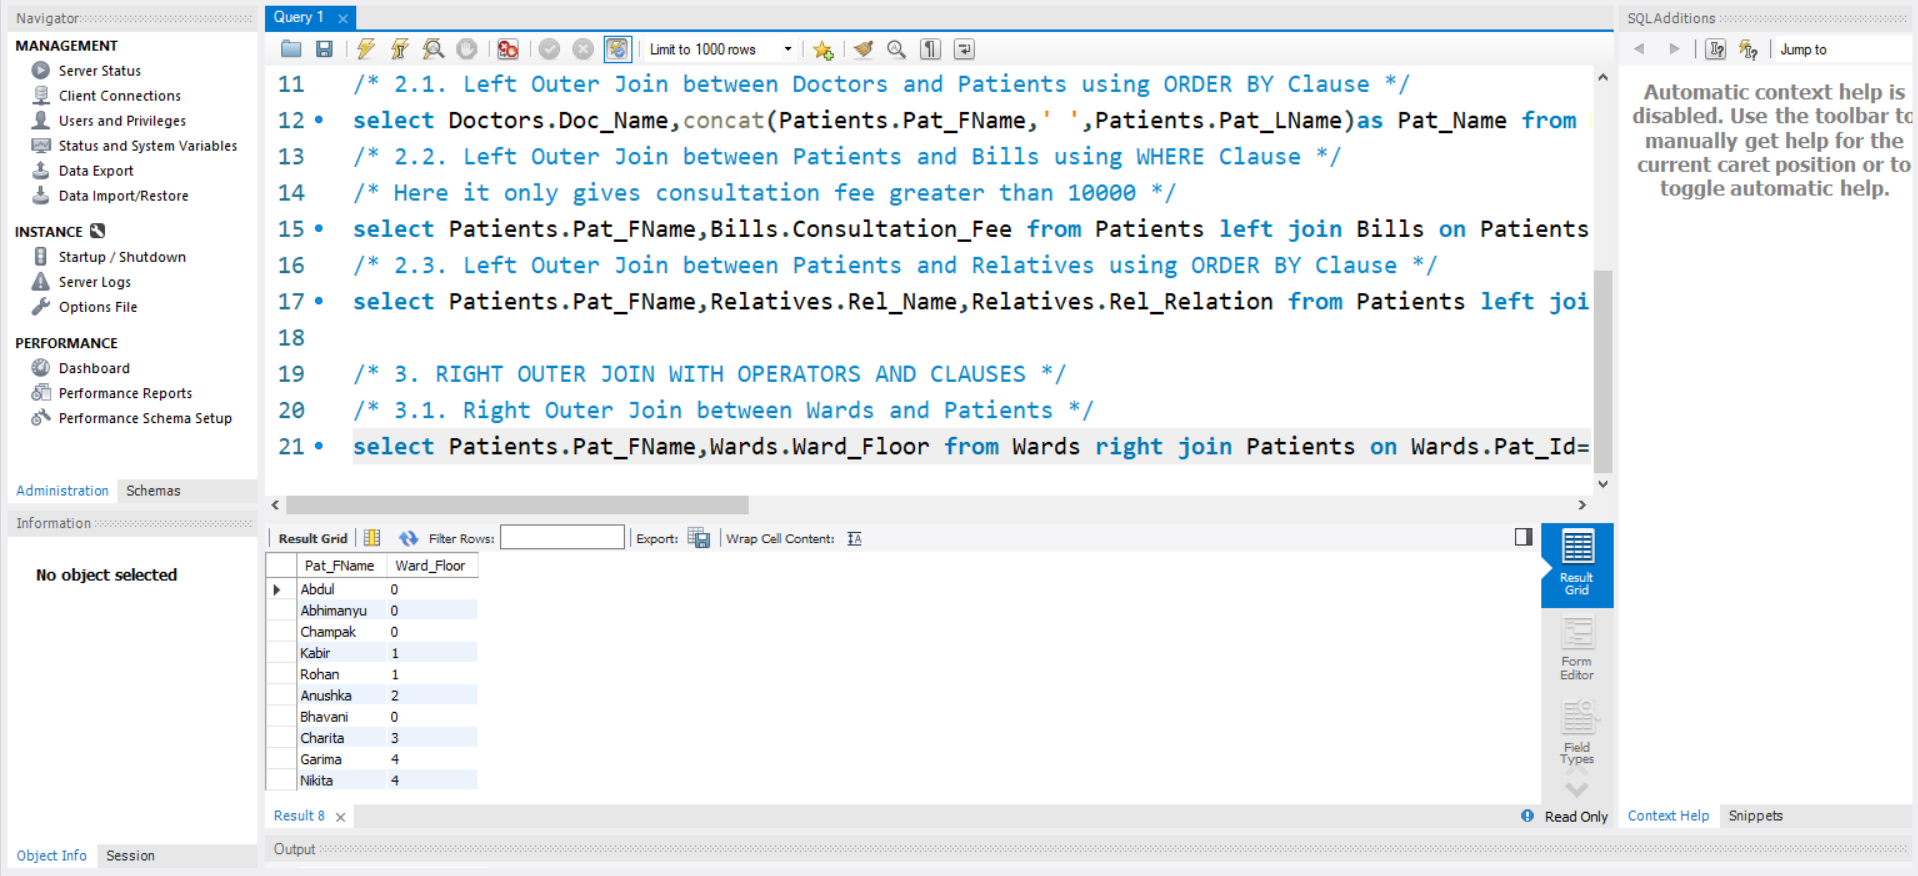 Navigator
MANAGEMENT
Server Status
Client Connections
Users and Privileges
Status and System Variables
Data Export
Data Import/Restore
INSTANCE
Startup / Shutdown
Server Logs
Options File
PERFORMANCE
Dashboard
Performance Reports
Performance Schema Setup
Administration Schemas
Information
No object selected
Object Info Session
Query 1
Limit to 1000 rows
11 /* 2.1. Left Outer Join between Doctors and Patients using ORDER BY Clause */
12 select Doctors.Doc_Name,concat(Patients.Pat_FName,' ',Patients.Pat_LName)as Pat_Name from
13 /* 2.2. Left Outer Join between Patients and Bills using WHERE Clause */
14 /* Here it only gives consultation fee greater than 10000 */
15 select Patients.Pat_FName,Bills.Consultation_Fee from Patients left join Bills on Patients
16 /* 2.3. Left Outer Join between Patients and Relatives using ORDER BY Clause */
17 select Patients.Pat_FName,Relatives.Rel_Name,Relatives.Rel_Relation from Patients left joi
18
19 /* 3. RIGHT OUTER JOIN WITH OPERATORS AND CLAUSES */
20 /* 3.1. Right Outer Join between Wards and Patients */
21 select Patients.Pat_FName,Wards.Ward_Floor from Wards right join Patients on Wards.Pat_Id=
Result Grid Filter Rows: Export: Wrap Cell Content:
Pat_FName Ward_Floor
Abdul 0
Abhimanyu 0
Champak 0
Kabir 1
Rohan 1
Anushka 2
Bhavani 0
Charita 3
Garima 4
Nikita 4
Result
Grid
Form
Editor
Field
Types
Result 8
Read Only
Output
SQLAdditions
Jump to
Automatic context help is
disabled. Use the toolbar to
manually get help for the
current caret position or to
toggle automatic help.
Context Help Snippets